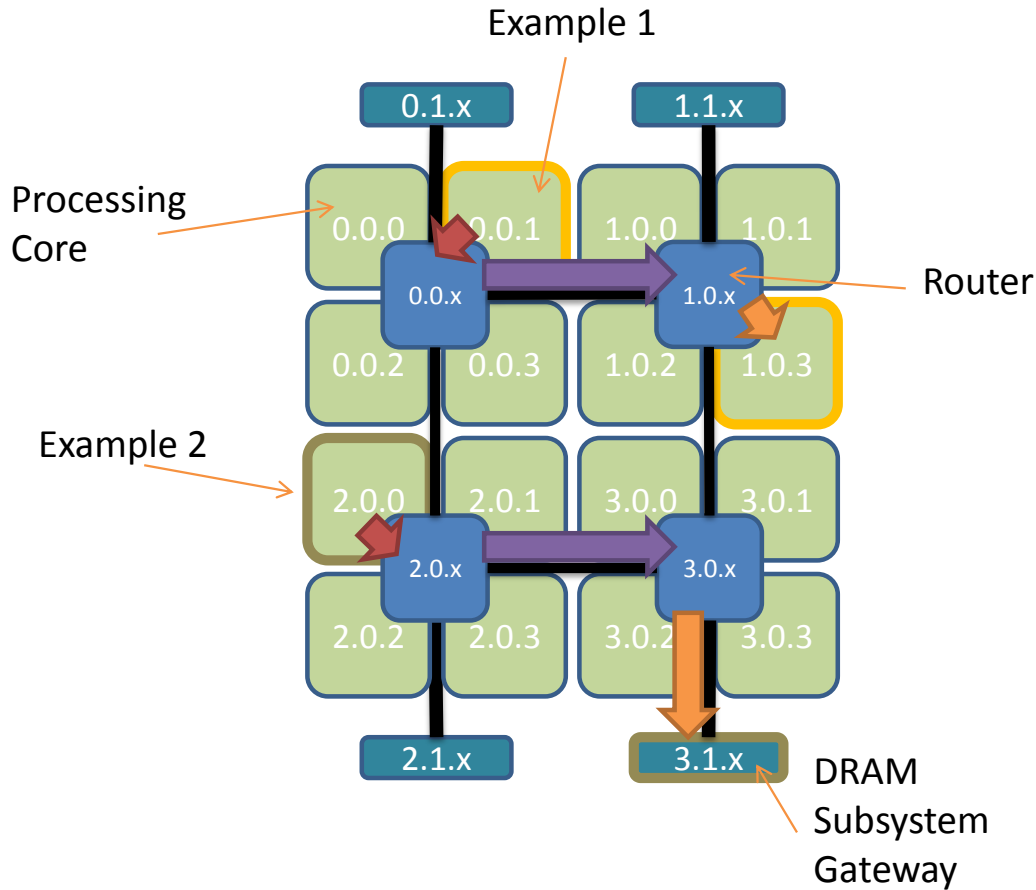 Example 1
0.1.x
1.1.x
Processing
Core
0.0.0
0.0.1
1.0.0
1.0.1
0.0.x
1.0.x
Router
0.0.2
0.0.3
1.0.2
1.0.3
Example 2
2.0.0
2.0.1
3.0.0
3.0.1
2.0.x
3.0.x
2.0.2
2.0.3
3.0.2
3.0.3
2.1.x
3.1.x
DRAM
Subsystem
Gateway